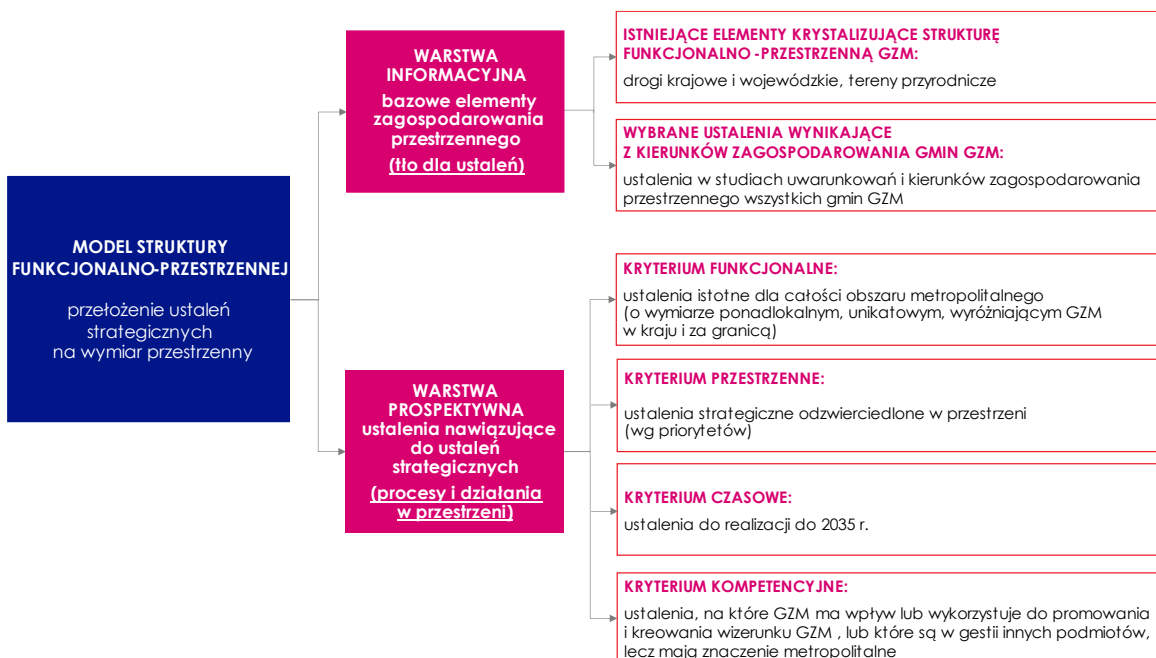 MODEL STRUKTURY
FUNKCJONALNO-PRZESTRZENNEJ
przełożenie ustaleń
strategicznych
na wymiar przestrzenny
WARSTWA
INFORMACYJNA
bazowe elementy
zagospodarowania
przestrzennego
(tło dla ustaleń)
ISTNIEJĄCE ELEMENTY KRYSTALIZUJĄCE STRUKTURĘ
FUNKCJONALNO -PRZESTRZENNĄ GZM:
drogi krajowe i wojewódzkie, tereny przyrodnicze
WYBRANE USTALENIA WYNIKAJĄCE
Z KIERUNKÓW ZAGOSPODAROWANIA GMIN GZM:
ustalenia w studiach uwarunkowań i kierunków zagospodarowania
przestrzennego wszystkich gmin GZM
WARSTWA
PROSPEKTYWNA
ustalenia nawiązujące
do ustaleń
strategicznych
(procesy i działania
w przestrzeni)
KRYTERIUM FUNKCJONALNE:
ustalenia istotne dla całości obszaru metropolitalnego
(o wymiarze ponadlokalnym, unikatowym, wyróżniającym GZM
w kraju i za granicą)
KRYTERIUM PRZESTRZENNE:
ustalenia strategiczne odzwierciedlone w przestrzeni
(wg priorytetów)
KRYTERIUM CZASOWE:
ustalenia do realizacji do 2035 r.
KRYTERIUM KOMPETENCYJNE:
ustalenia, na które GZM ma wpływ lub wykorzystuje do promowania
i kreowania wizerunku GZM , lub które są w gestii innych podmiotów,
lecz mają znaczenie metropolitalne